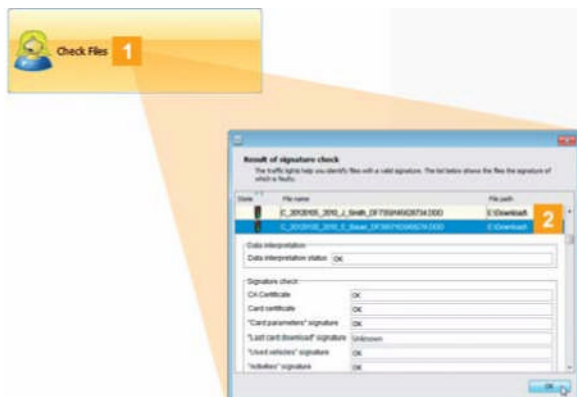 Check Files 1
Result of signature check
The traffic lights help you identify files with a valid signature. The list below shows the files the signature of
which is faulty.
State File name File path
E:\Download\ 2
Data interpretation
Data interpretation status OK
Signature check
CA Certificate OK
Card certificate OK
"Card parameters" signature OK
"Last card download" signature Unknown
"Used vehicles" signature OK
"Activities" signature OK
OK